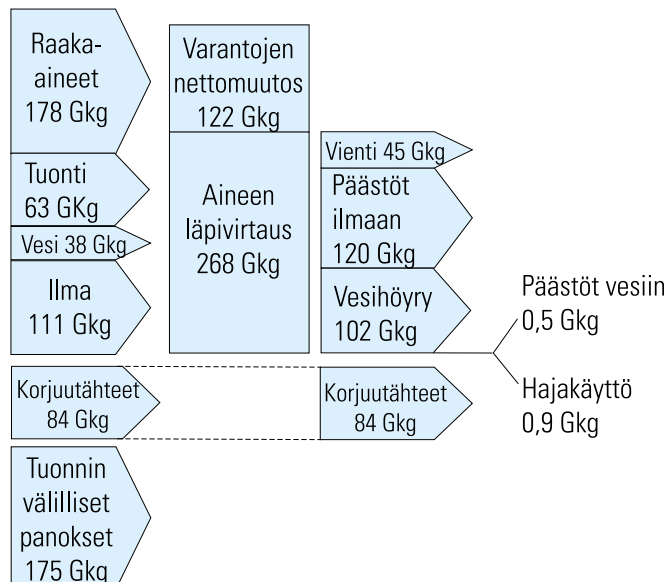 Raaka-
aineet
178 Gkg
Tuonti
63 GKg
Vesi 38 Gkg
Ilma
111 Gkg
Korjuutähteet
84 Gkg
Tuonnin
välilliset
panokset
175 Gkg
Varantojen
nettomuutos
122 Gkg
Aineen
läpivirtaus
268 Gkg
Vienti 45 Gkg
Päästöt
ilmaan
120 Gkg
Vesihöyry
102 Gkg
Korjuutähteet
84 Gkg
Päästöt vesiin
0,5 Gkg
Hajakäyttö
0,9 Gkg